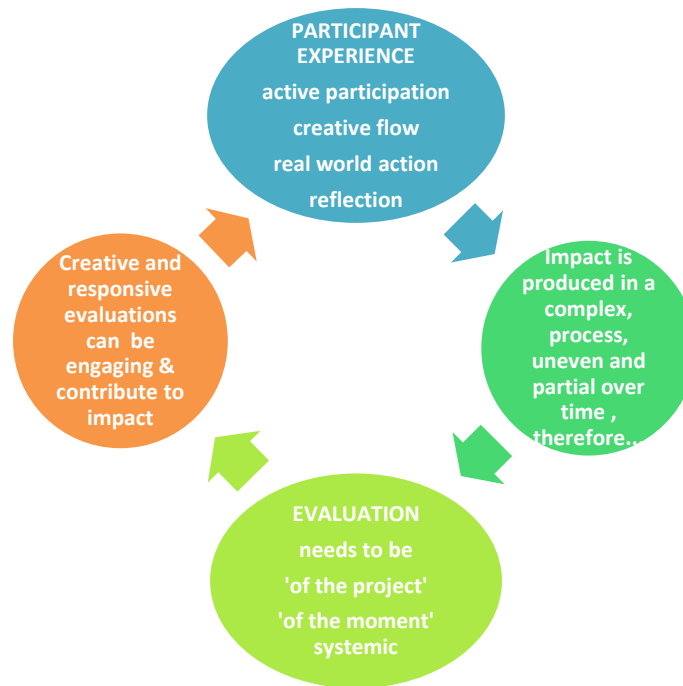 PARTICIPANT
EXPERIENCE
active participation
creative flow
real world action
reflection
Impact is
produced in a
complex,
process,
uneven and
partial over
time ,
therefore...
EVALUATION
needs to be
'of the project'
'of the moment'
systemic
Creative and
responsive
evaluations
can  be
engaging &
contribute to
impact